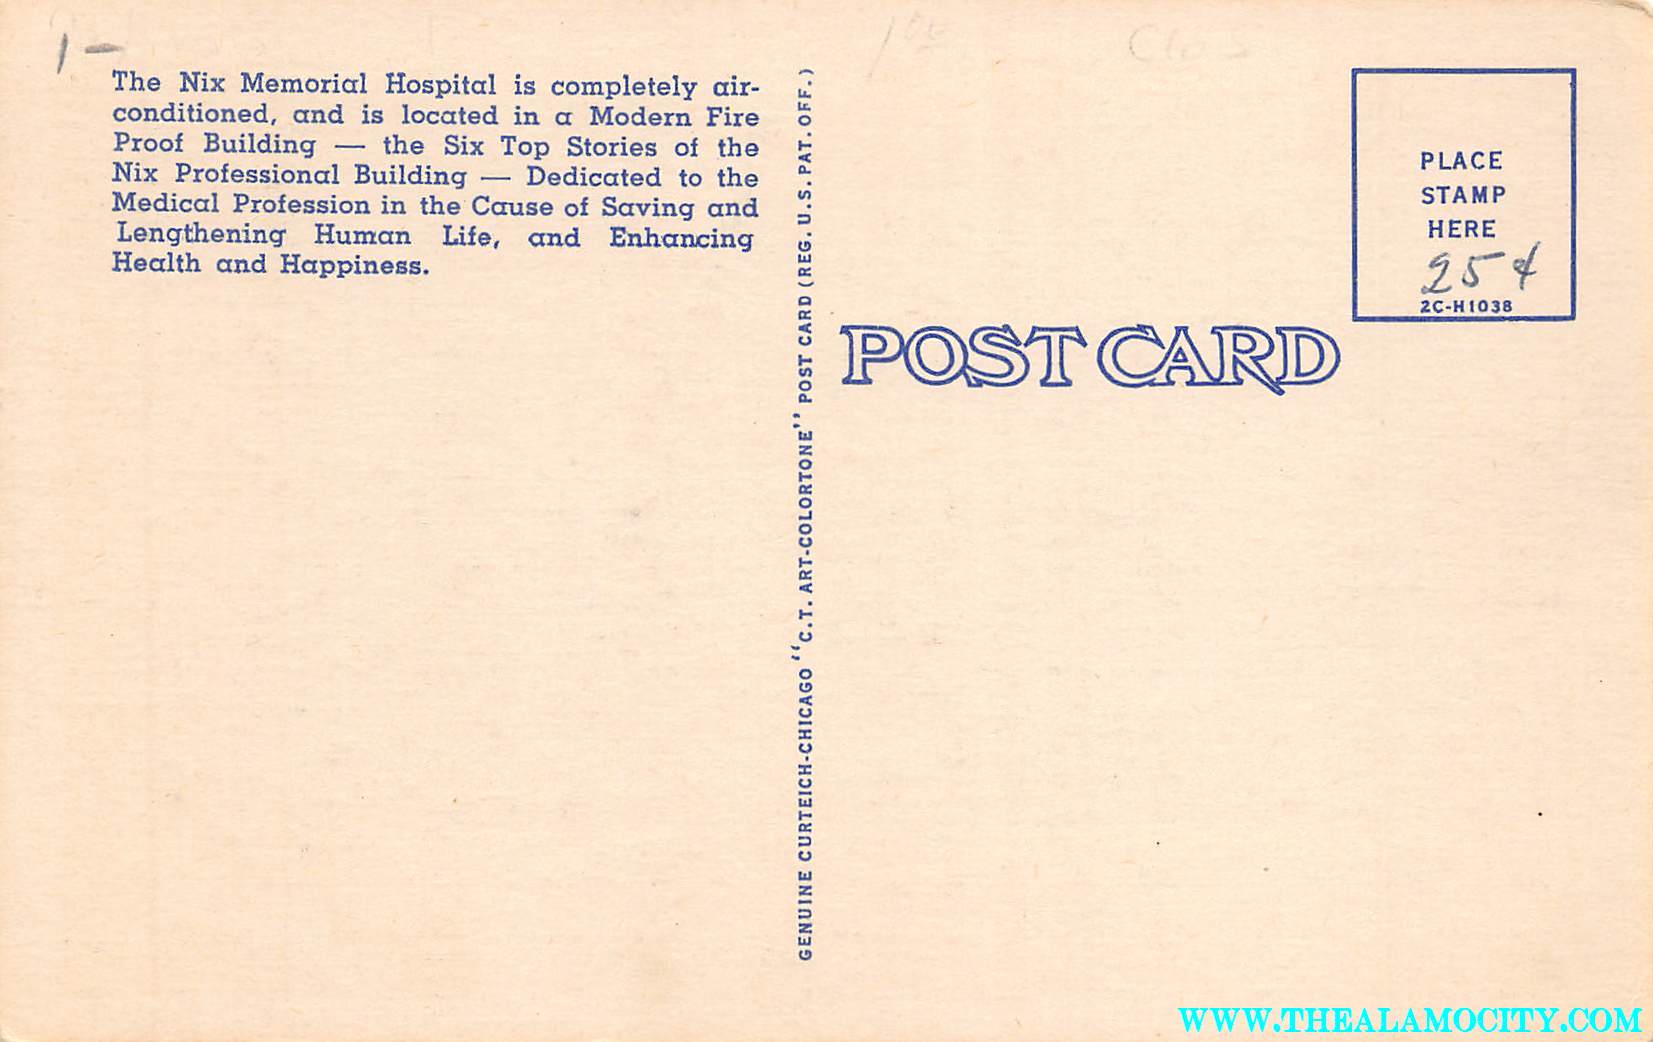 1-
1 00
The Nix Memorial Hospital is completely air-
conditioned, and is located in a Modern Fire
Proof Building — the Six Top Stories of the
Nix Professional Building — Dedicated to the
Medical Profession in the Cause of Saving and
Lengthening Human Life, and Enhancing
Health and Happiness.
GENUINE CURTEICH-CHICAGO "C.T. ART-COLORTONE" POST CARD (REG. U.S. PAT. OFF.)
PLACE
STAMP
HERE
25¢
2C-H1038
POST CARD
WWW.THEALAMOCITY.COM